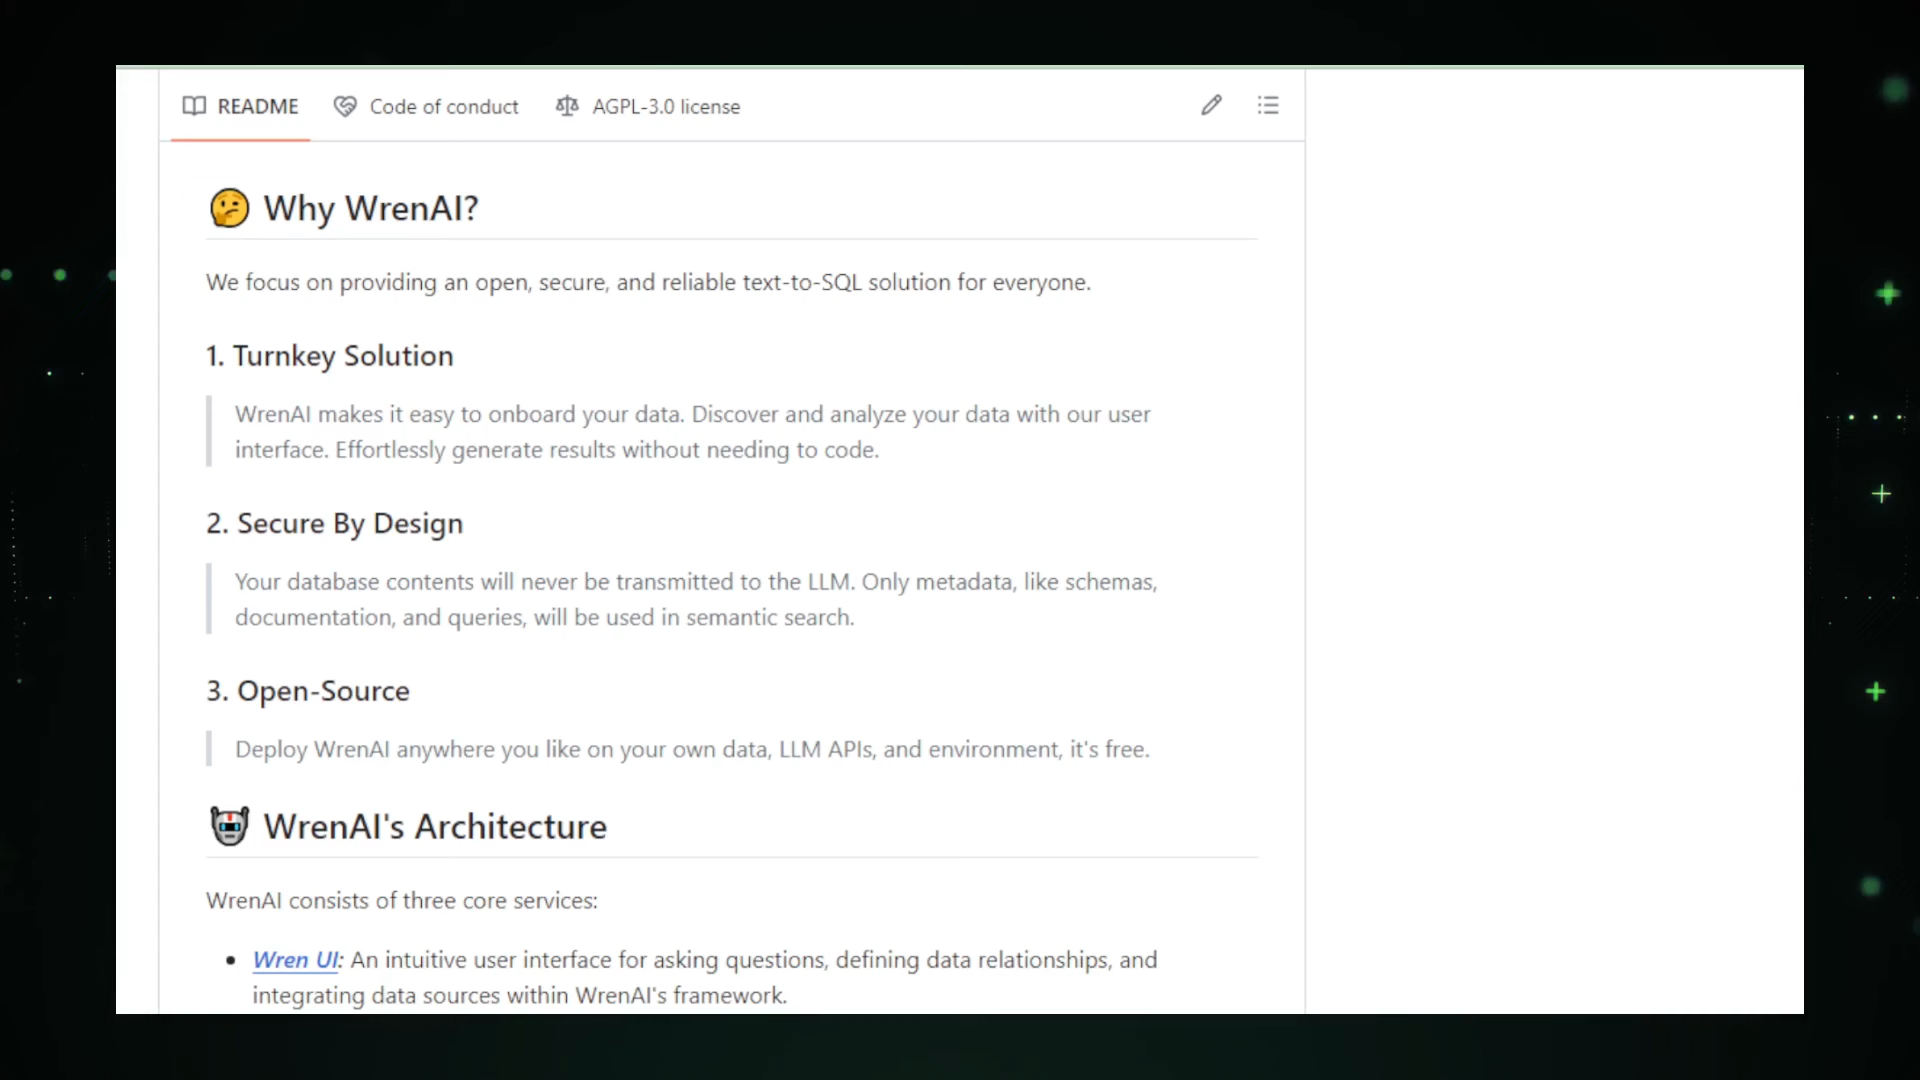 README Code of conduct AGPL-3.0 license
🤔 Why WrenAI?
We focus on providing an open, secure, and reliable text-to-SQL solution for everyone.
1. Turnkey Solution
WrenAI makes it easy to onboard your data. Discover and analyze your data with our user
interface. Effortlessly generate results without needing to code.
2. Secure By Design
Your database contents will never be transmitted to the LLM. Only metadata, like schemas,
documentation, and queries, will be used in semantic search.
3. Open-Source
Deploy WrenAI anywhere you like on your own data, LLM APIs, and environment, it's free.
🤖 WrenAI's Architecture
WrenAI consists of three core services:
• Wren UI: An intuitive user interface for asking questions, defining data relationships, and
integrating data sources within WrenAI's framework.